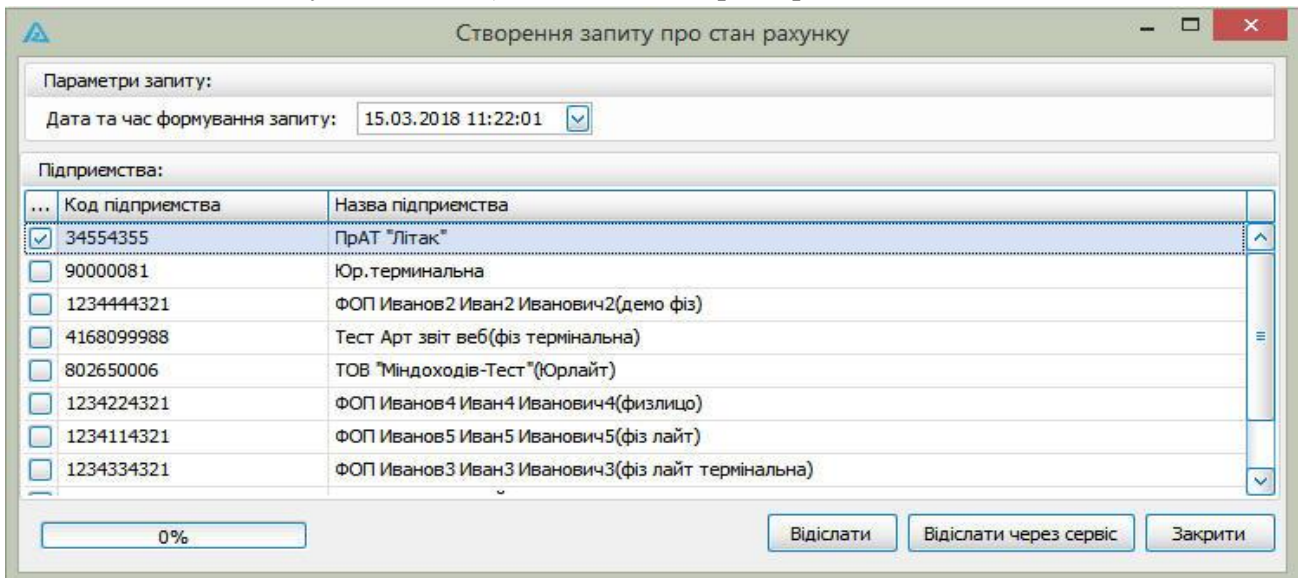 Створення запиту про стан рахунку
Параметри запиту:
Дата та час формування запиту: 15.03.2018 11:22:01
Підприємства:
... Код підприємства Назва підприємства
34554355 ПрАТ "Літак"
90000081 Юр.терминальна
1234444321 ФОП Иванов2 Иван2 Иванович2(демо фіз)
4168099988 Тест Арт звіт веб(фіз термінальна)
802650006 ТОВ "Міндоходів-Тест"(Юрлайт)
1234224321 ФОП Иванов4 Иван4 Иванович4(физлицо)
1234114321 ФОП Иванов5 Иван5 Иванович5(фіз лайт)
1234334321 ФОП Иванов3 Иван3 Иванович3(фіз лайт термінальна)
0% Відіслати Відіслати через сервіс Закрити